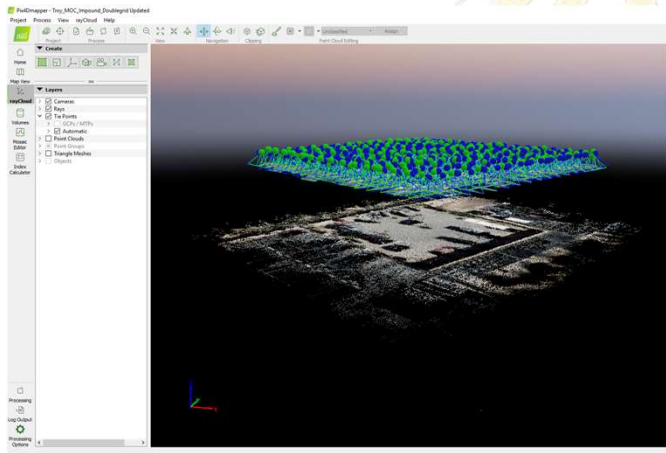 Pix4Dmapper - Troy_MOC_Impound_Doublegrid Updated
Project Process View rayCloud Help
Project Process View Navigation Clipping Point Cloud Editing
Unclassified Assign
Home
Map View
rayCloud
Volumes
Mosaic
Editor
Index
Calculator
Processing
Log Output
Processing
Options
Create
Layers
Cameras
Rays
Tie Points
GCPs / MTPs
Automatic
Point Clouds
Point Groups
Triangle Meshes
Objects